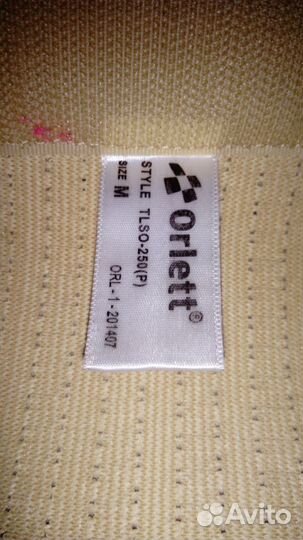 Orlett®
STYLE TLSO-250(P)
SIZE M
ORL-1-201407
Avito